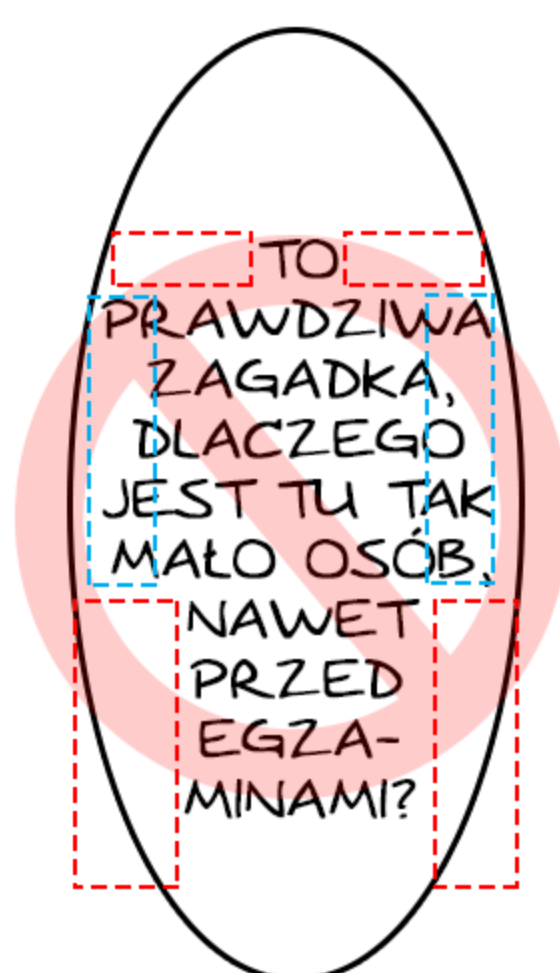 TO
PRAWDZIWA
ZAGADKA,
DLACZEGO
JEST TU TAK
MAŁO OSÓB,
NAWET
PRZED
EGZA-
MINAMI?